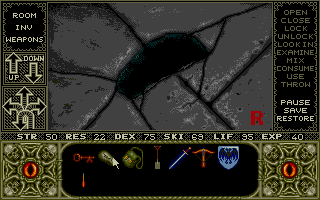 ROOM
INV
WEAPONS
UP
DOWN
OPEN
CLOSE
LOCK
UNLOCK
LOOK IN
EXAMINE
MIX
CONSUME
USE
THROW
PAUSE
SAVE
RESTORE
R
STR 50 RES 22 DEX 75 SKI 69 LIF 95 EXP 40